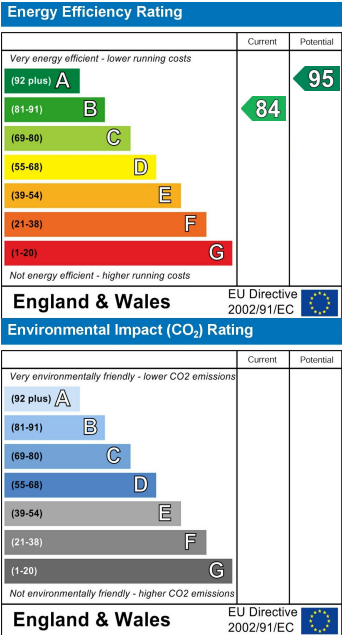 Energy Efficiency Rating
Current Potential
Very energy efficient - lower running costs
(92 plus) A
95
(81-91) B
84
(69-80) C
(55-68) D
(39-54) E
(21-38) F
(1-20) G
Not energy efficient - higher running costs
England & Wales
EU Directive
2002/91/EC
Environmental Impact (CO₂) Rating
Current Potential
Very environmentally friendly - lower CO2 emissions
(92 plus) A
(81-91) B
(69-80) C
(55-68) D
(39-54) E
(21-38) F
(1-20) G
Not environmentally friendly - higher CO2 emissions
England & Wales
EU Directive
2002/91/EC